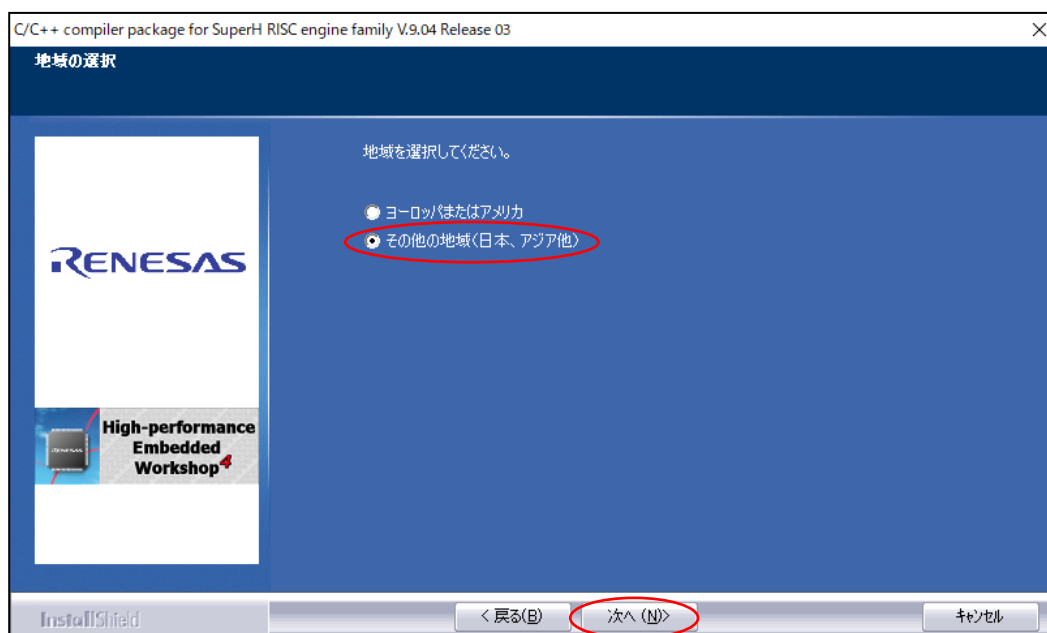 C/C++ compiler package for SuperH RISC engine family V.9.04 Release 03
地域の選択
地域を選択してください。
ヨーロッパまたはアメリカ
その他の地域(日本、アジア他)
RENESAS
High-performance
Embedded
Workshop4
RENESAS
InstallShield
< 戻る(B)
次へ (N)>
キャンセル